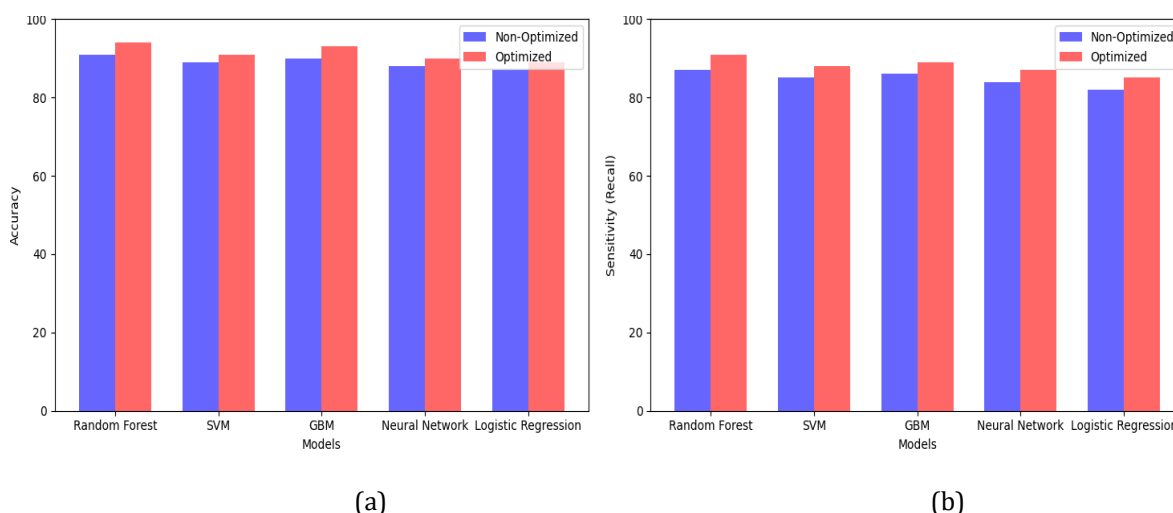 100
80
60
40
20
0
Accuracy
Non-Optimized
Optimized
Random Forest SVM GBM Neural Network Logistic Regression
Models
(a)
100
80
60
40
20
0
Sensitivity (Recall)
Non-Optimized
Optimized
Random Forest SVM GBM Neural Network Logistic Regression
Models
(b)